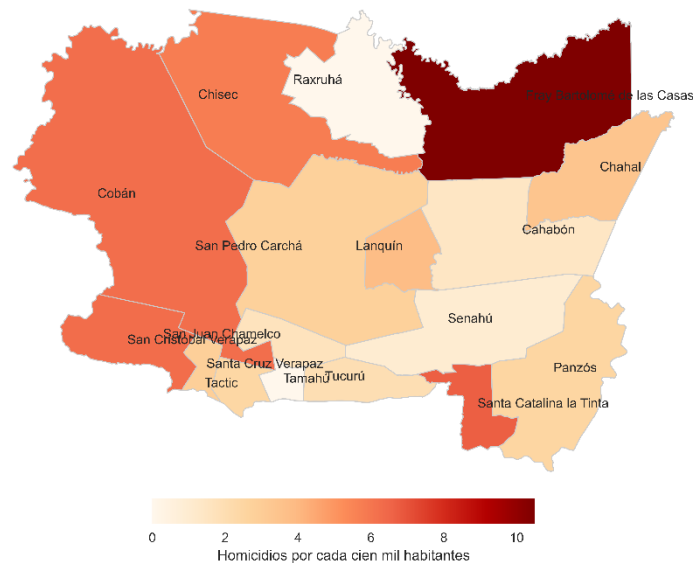 Raxruhá
Chisec
Fray Bartolomé de las Casas
Chahal
Cobán
Cahabón
San Pedro Carchá
Lanquín
Senahú
San Juan Chamelco
San Cristóbal Verapaz
Santa Cruz Verapaz
Panzós
Tamahú
Tucurú
Tactic
Santa Catalina la Tinta
0 2 4 6 8 10
Homicidios por cada cien mil habitantes